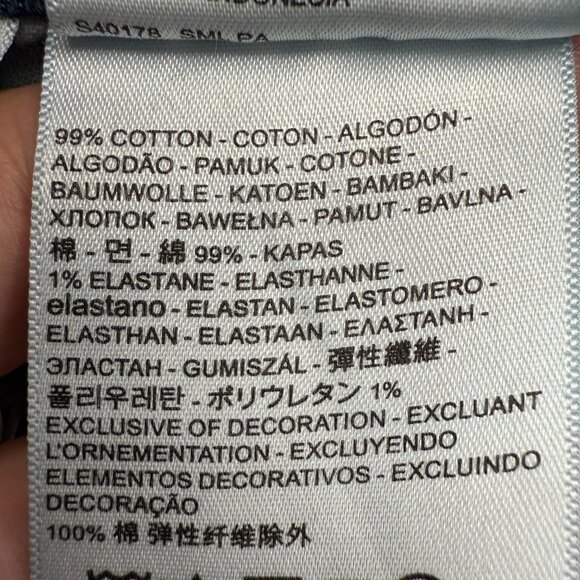 INDONESIA
S40178 SML PA
99% COTTON - COTON - ALGODÓN -
ALGODÃO - PAMUK - COTONE -
BAUMWOLLE - KATOEN - BAMBAKI -
ХЛОПОК - BAWEŁNA - PAMUT - BAVLNA -
棉 - 면 - 綿 99% - KAPAS
1% ELASTANE - ELASTHANNE -
elastano - ELASTAN - ELASTOMERO -
ELASTHAN - ELASTAAN - ΕΛΑΣΤΑΝΗ -
ЭЛАСТАН - GUMISZÁL - 彈性纖維 -
폴리우레탄 - ポリウレタン 1%
EXCLUSIVE OF DECORATION - EXCLUANT
L'ORNEMENTATION - EXCLUYENDO
ELEMENTOS DECORATIVOS - EXCLUINDO
DECORAÇÃO
100% 棉 弹性纤维除外